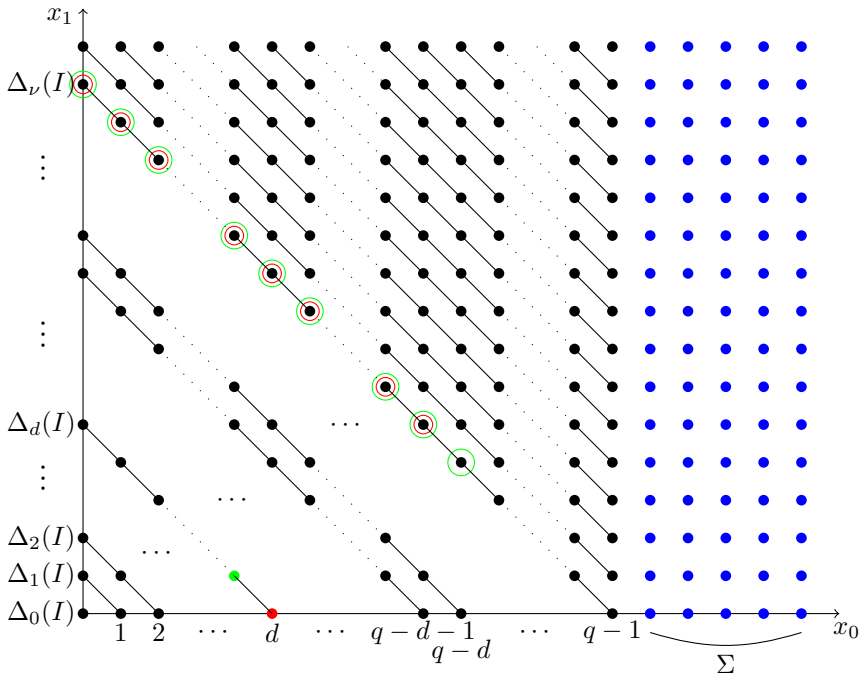 x_1
Δ_ν(I)
⋮
⋮
Δ_d(I) ⋯
⋮ ⋯
Δ_2(I) ⋯
Δ_1(I)
Δ_0(I)
1 2 ⋯ d ⋯ q − d − 1 ⋯ q − 1 x_0
q − d
Σ